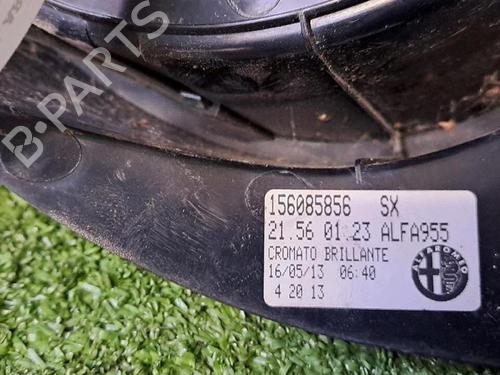 B-PARTS
156085856 SX
21.56 01:23 ALFA955
CROMATO BRILLANTE
16/05/13 06:40
4 20 13
ALFA ROMEO